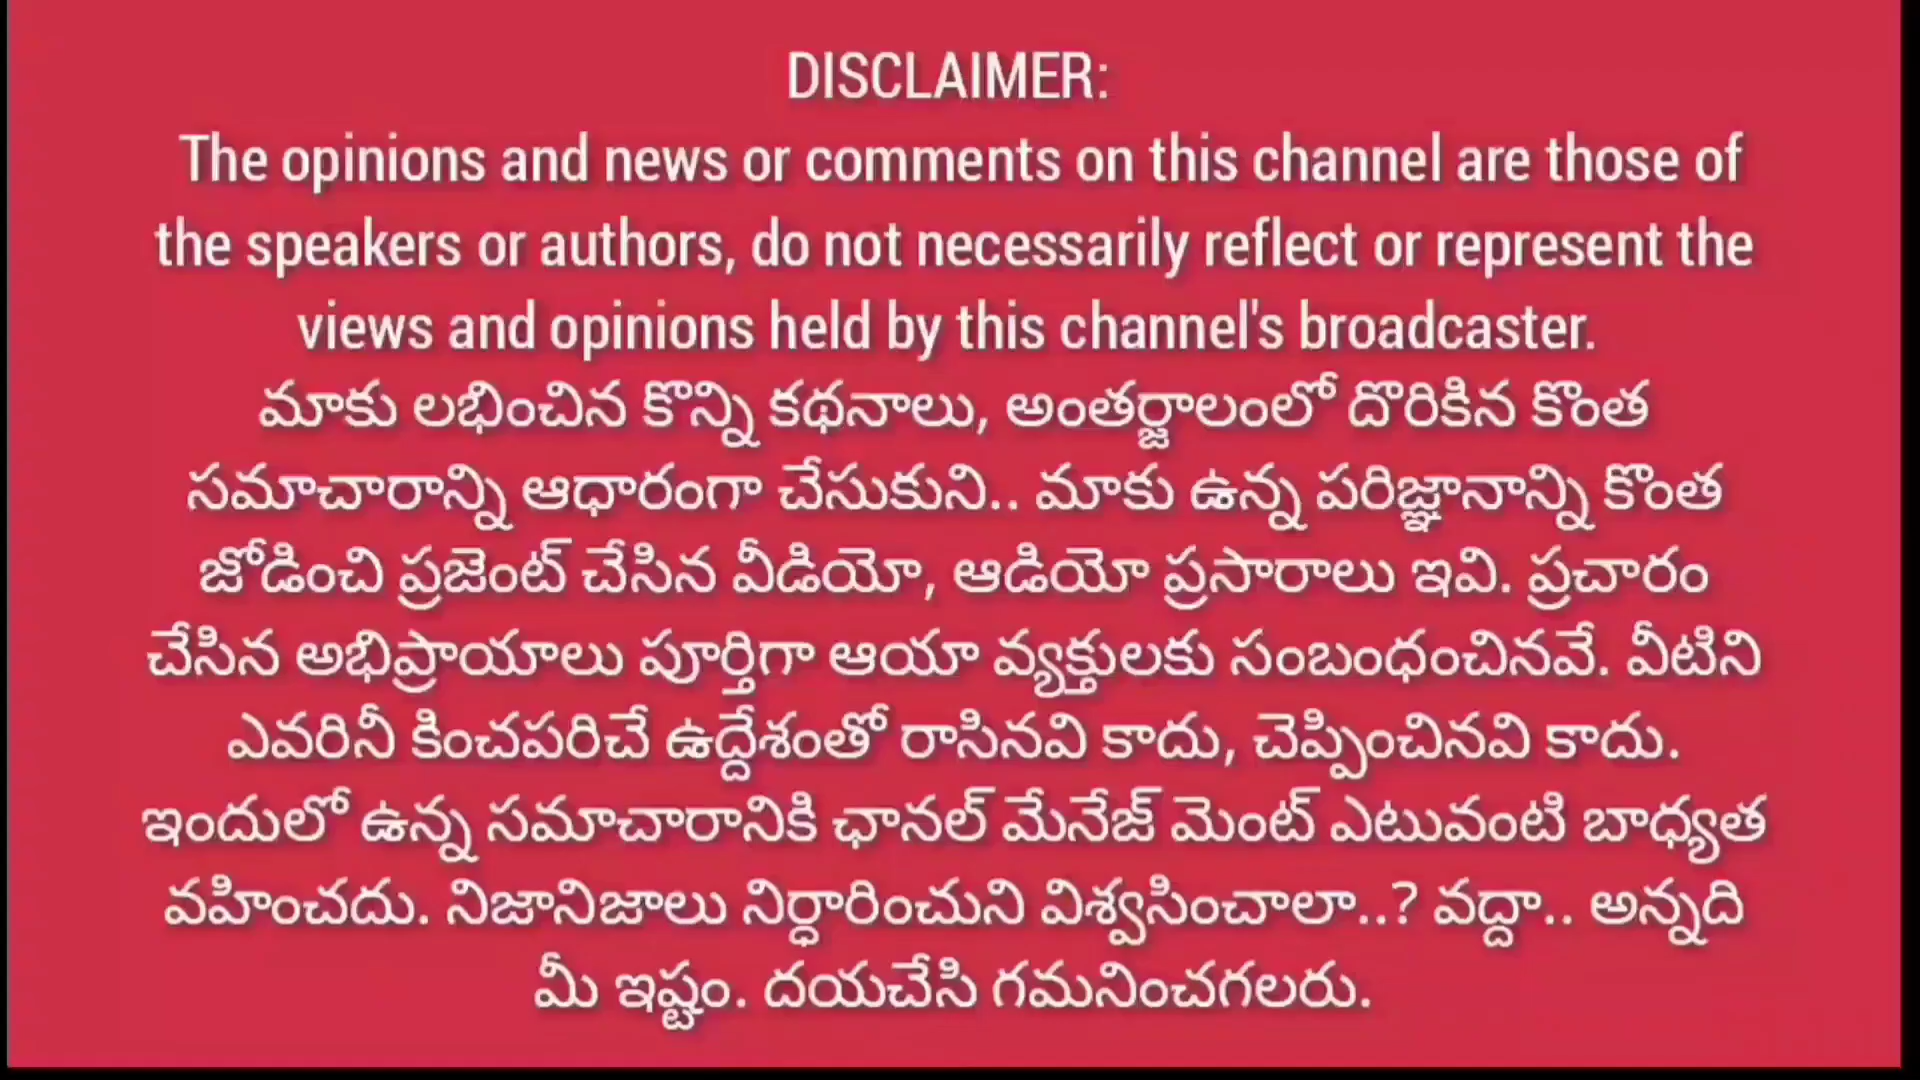 DISCLAIMER:
The opinions and news or comments on this channel are those of
the speakers or authors, do not necessarily reflect or represent the
views and opinions held by this channel's broadcaster.
మాకు లభించిన కొన్ని కథనాలు, అంతర్జాలంలో దొరికిన కొంత
సమాచారాన్ని ఆధారంగా చేసుకుని.. మాకు ఉన్న పరిజ్ఞానాన్ని కొంత
జోడించి ప్రజెంట్ చేసిన వీడియో, ఆడియో ప్రసారాలు ఇవి. ప్రచారం
చేసిన అభిప్రాయాలు పూర్తిగా ఆయా వ్యక్తులకు సంబంధంచినవే. వీటిని
ఎవరినీ కించపరిచే ఉద్దేశంతో రాసినవి కాదు, చెప్పించినవి కాదు.
ఇందులో ఉన్న సమాచారానికి ఛానల్ మేనేజ్ మెంట్ ఎటువంటి బాధ్యత
వహించదు. నిజానిజాలు నిర్ధారించుని విశ్వసించాలా..? వద్దా.. అన్నది
మీ ఇష్టం. దయచేసి గమనించగలరు.